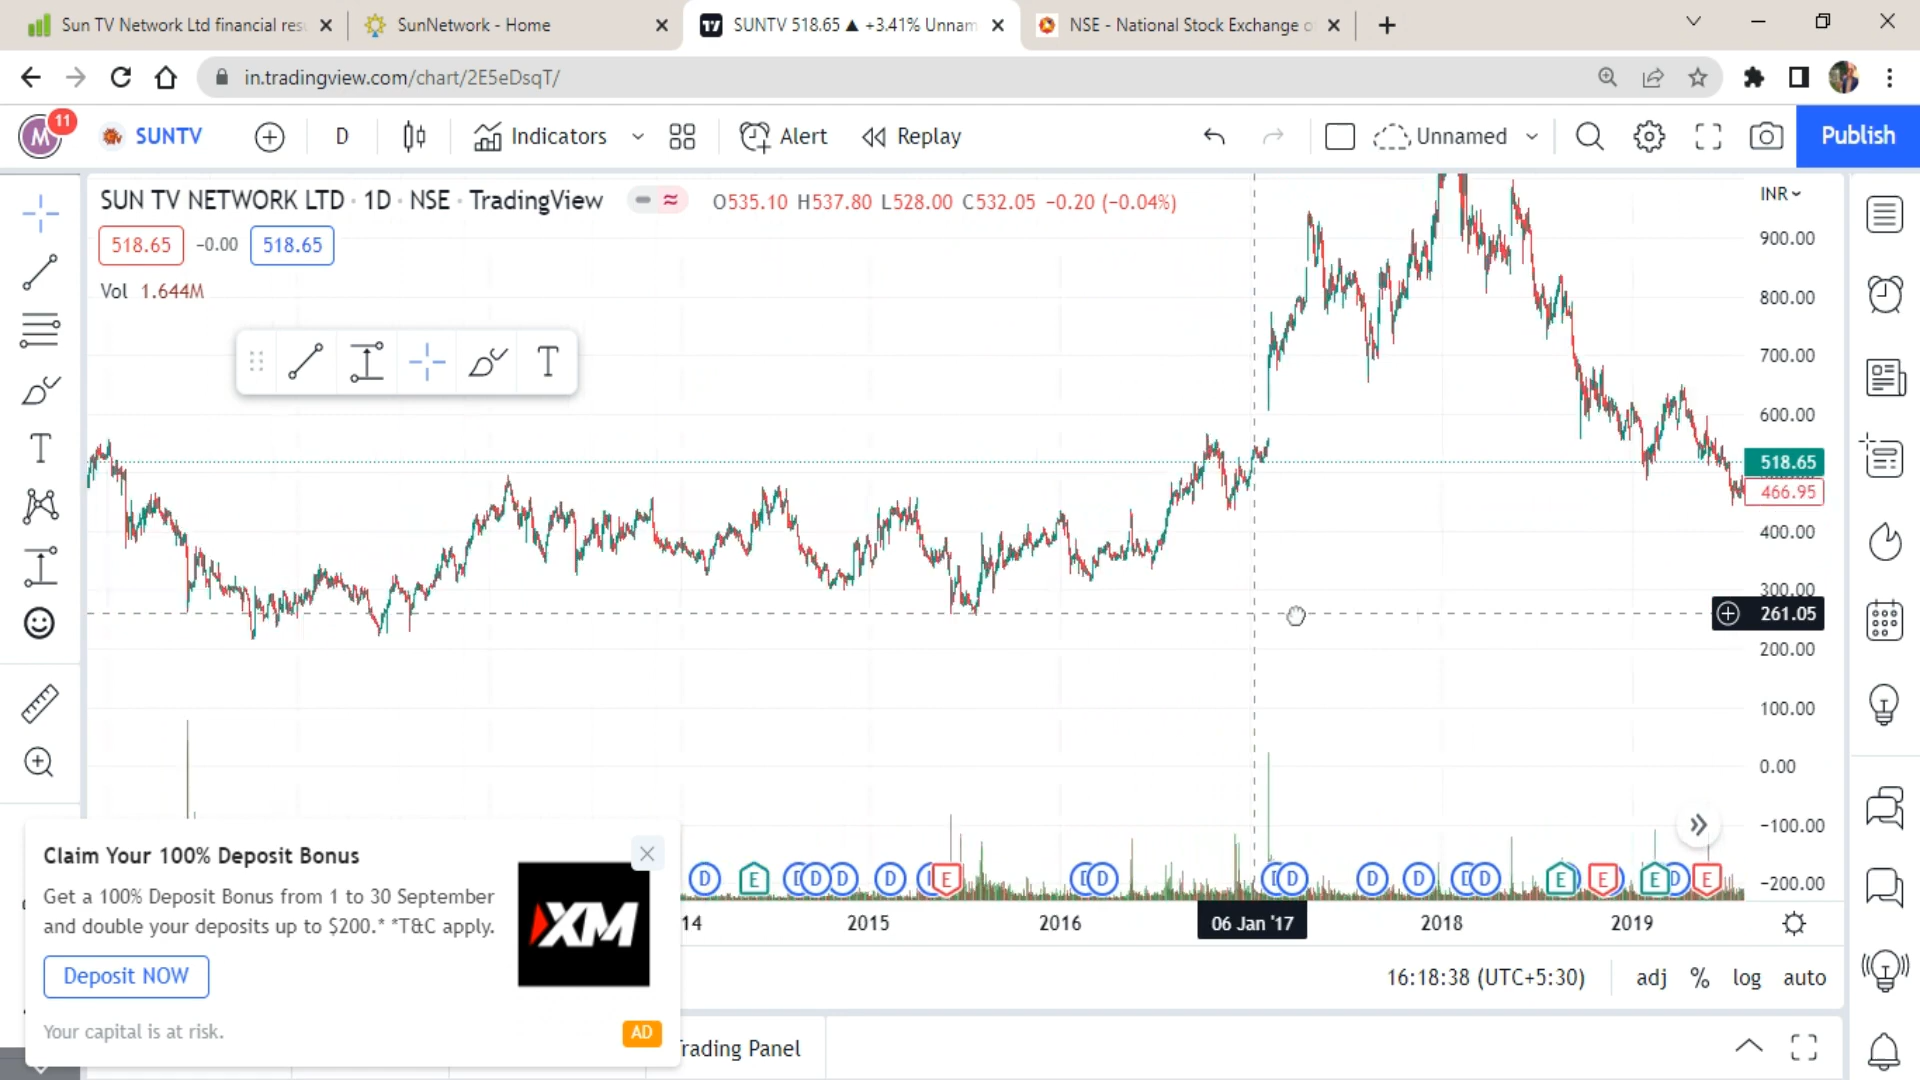 Sun TV Network Ltd financial res
SunNetwork - Home
SUNTV 518.65 ▲ +3.41% Unnam
NSE - National Stock Exchange o
in.tradingview.com/chart/2E5eDsqT/
M
11
SUNTV
D
Indicators
Alert
Replay
Unnamed
Publish
SUN TV NETWORK LTD · 1D · NSE · TradingView
O535.10 H537.80 L528.00 C532.05 −0.20 (−0.04%)
INR
518.65
−0.00
518.65
Vol 1.644M
T
T
900.00
800.00
700.00
600.00
518.65
466.95
400.00
300.00
261.05
200.00
100.00
0.00
−100.00
−200.00
D E D D D D E D D D D D D D E E E D E
14
2015
2016
06 Jan '17
2018
2019
Claim Your 100% Deposit Bonus
Get a 100% Deposit Bonus from 1 to 30 September
and double your deposits up to $200.* *T&C apply.
Deposit NOW
XM
Your capital is at risk.
AD
16:18:38 (UTC+5:30)
adj
%
log
auto
rading Panel